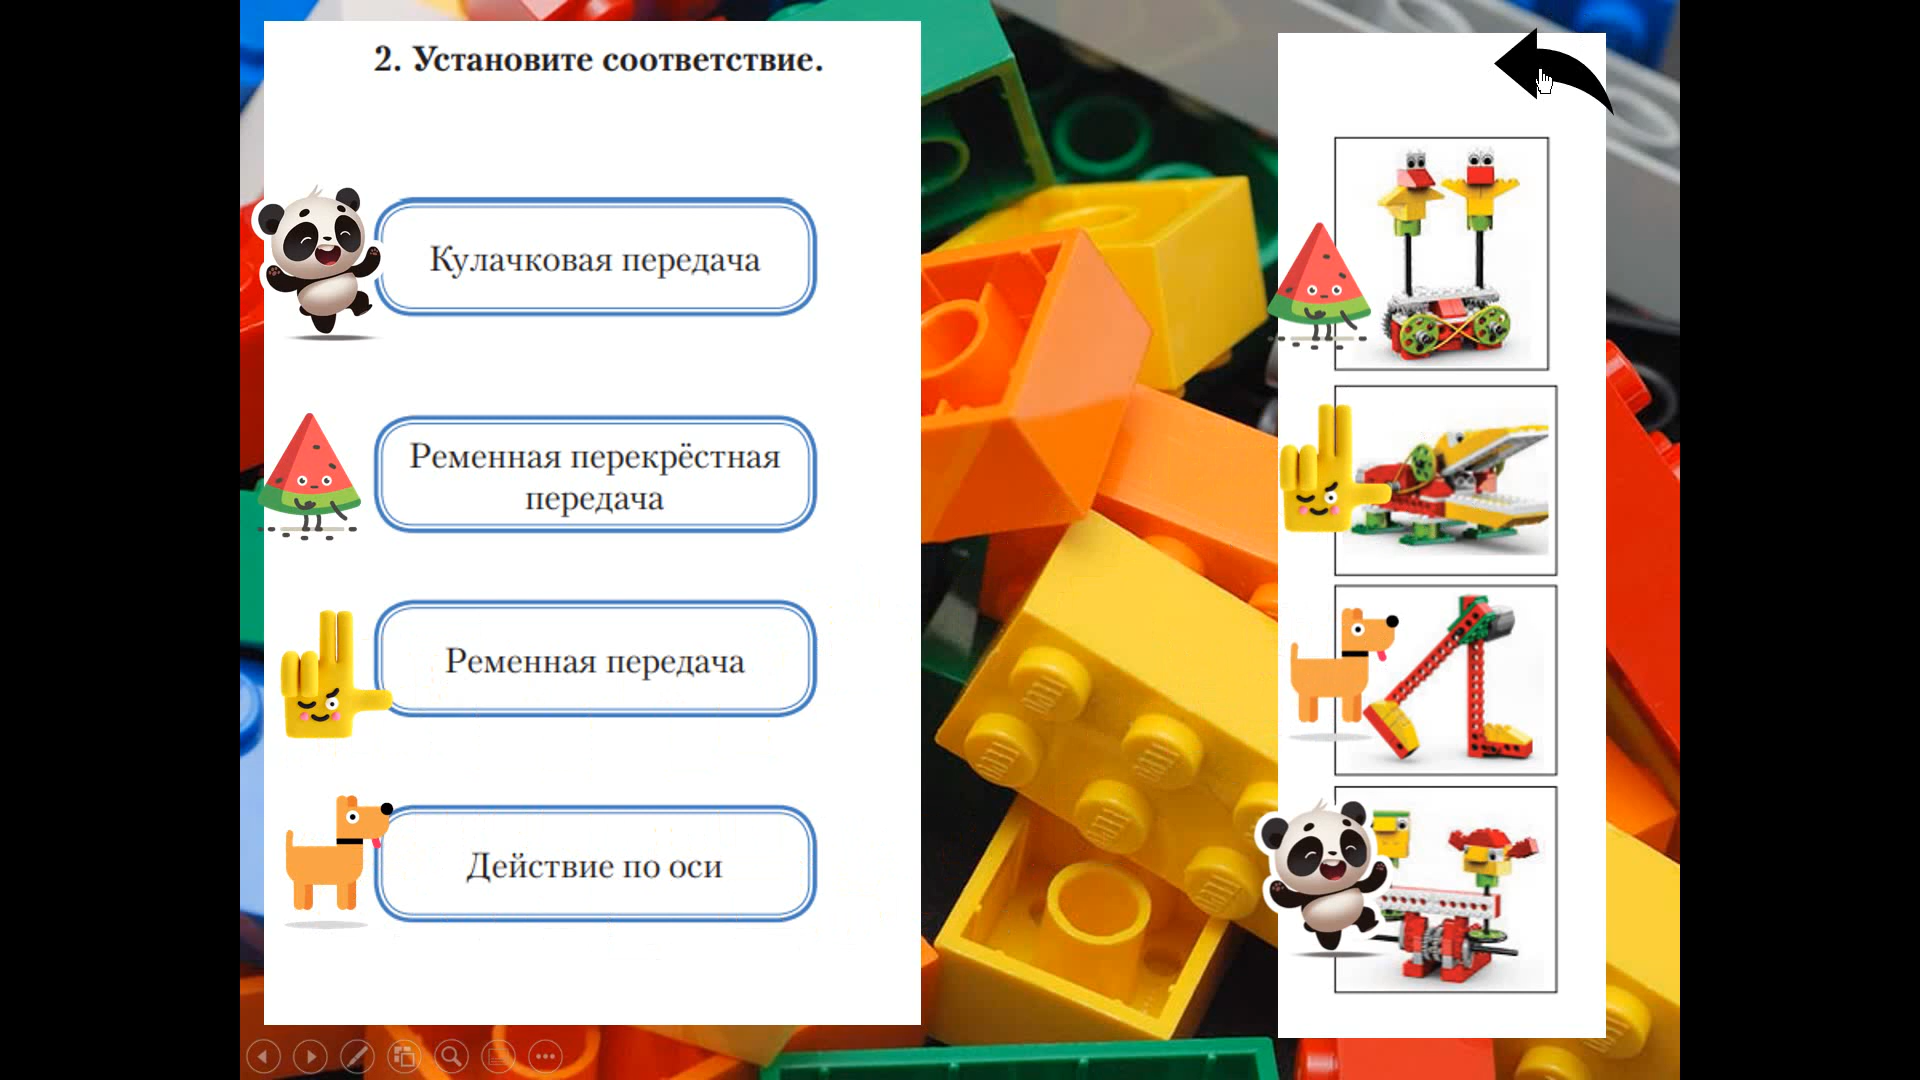 2. Установите соответствие.
Кулачковая передача
Ременная перекрёстная
передача
Ременная передача
Действие по оси